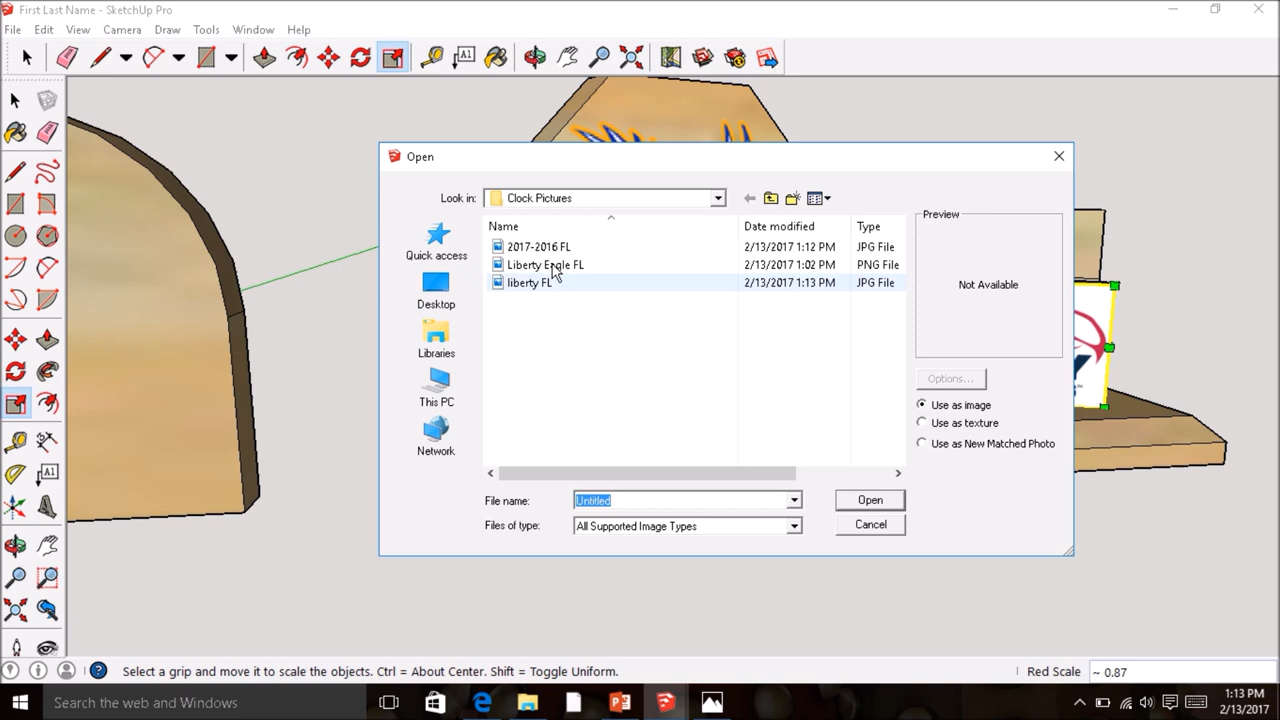 First Last Name - SketchUp Pro
File Edit View Camera Draw Tools Window Help
A1
Open
Look in: Clock Pictures
Name Date modified Type
2017-2016 FL 2/13/2017 1:12 PM JPG File
Liberty Eagle FL 2/13/2017 1:02 PM PNG File
liberty FL 2/13/2017 1:13 PM JPG File
Quick access
Desktop
Libraries
This PC
Network
Preview
Not Available
Options...
Use as image
Use as texture
Use as New Matched Photo
File name: Untitled Open
Files of type: All Supported Image Types Cancel
A1
Select a grip and move it to scale the objects. Ctrl = About Center. Shift = Toggle Uniform. Red Scale ~ 0.87
Search the web and Windows
1:13 PM
2/13/2017